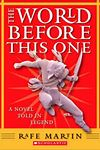 THE
WORLD
BEFORE
THIS ONE
A NOVEL
TOLD IN
LEGEND
RAFE MARTIN
SCHOLASTIC